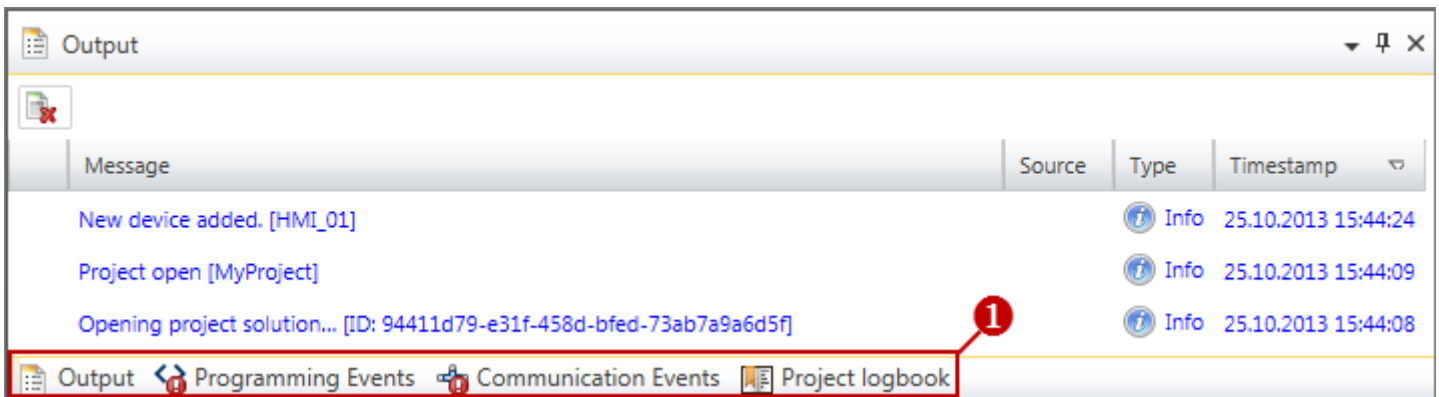 Output
Message Source Type Timestamp
New device added. [HMI_01] Info 25.10.2013 15:44:24
Project open [MyProject] Info 25.10.2013 15:44:09
Opening project solution... [ID: 94411d79-e31f-458d-bfed-73ab7a9a6d5f] Info 25.10.2013 15:44:08
1
Output Programming Events Communication Events Project logbook